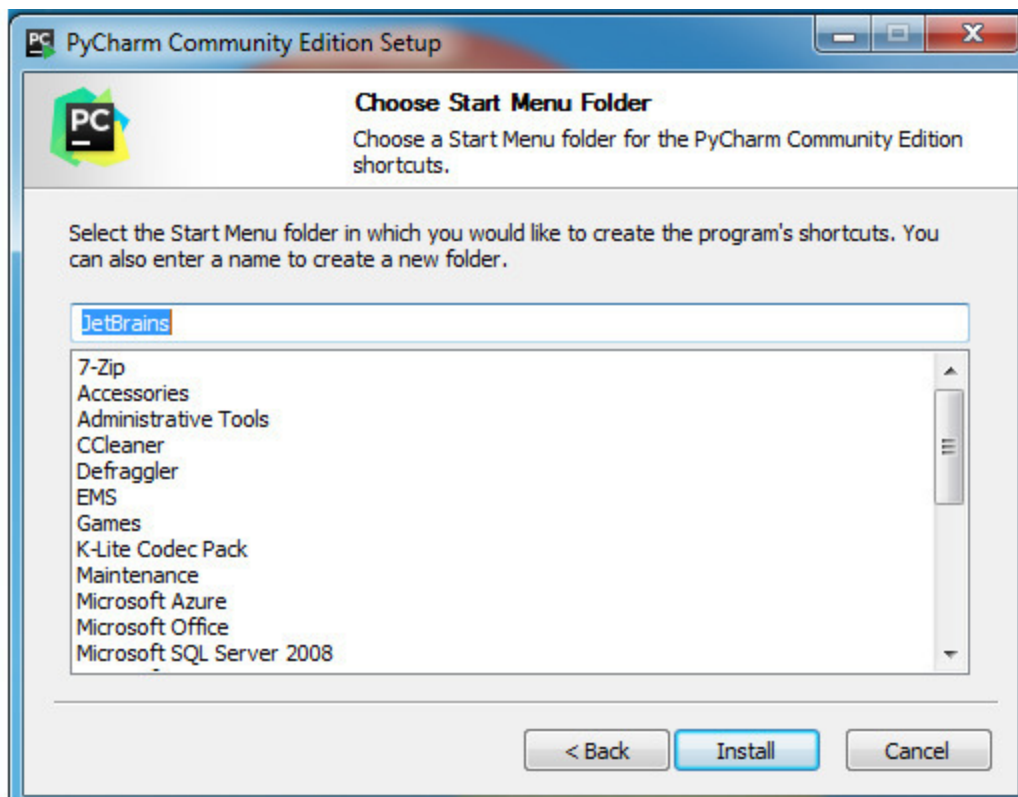 PC PyCharm Community Edition Setup
PC
Choose Start Menu Folder
Choose a Start Menu folder for the PyCharm Community Edition
shortcuts.
Select the Start Menu folder in which you would like to create the program's shortcuts. You
can also enter a name to create a new folder.
JetBrains
7-Zip
Accessories
Administrative Tools
CCleaner
Defraggler
EMS
Games
K-Lite Codec Pack
Maintenance
Microsoft Azure
Microsoft Office
Microsoft SQL Server 2008
< Back Install Cancel